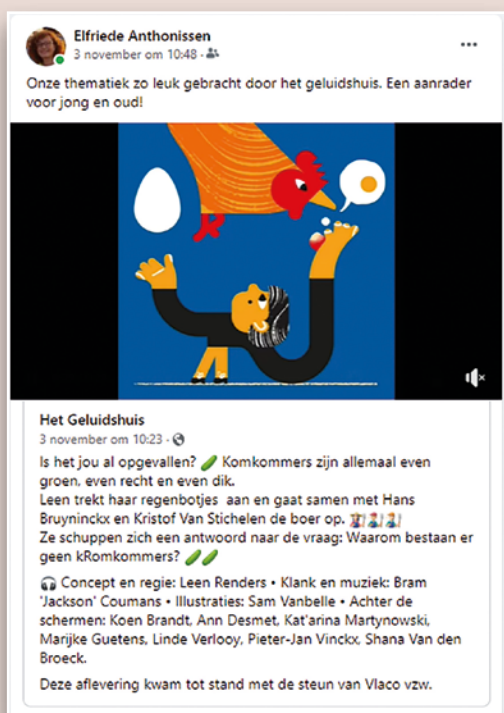 Elfriede Anthonissen
3 november om 10:48 ·
Onze thematiek zo leuk gebracht door het geluidshuis. Een aanrader
voor jong en oud!
Het Geluidshuis
3 november om 10:23 ·
Is het jou al opgevallen? 🥒 Komkommers zijn allemaal even
groen, even recht en even dik.
Leen trekt haar regenbotjes aan en gaat samen met Hans
Bruyninckx en Kristof Van Stichelen de boer op.
Ze schuppen zich een antwoord naar de vraag: Waarom bestaan er
geen kRomkommers? 🥒🥒
🎧 Concept en regie: Leen Renders • Klank en muziek: Bram
'Jackson' Coumans • Illustraties: Sam Vanbelle • Achter de
schermen: Koen Brandt, Ann Desmet, Kat'arina Martynowski,
Marijke Guetens, Linde Verlooy, Pieter-Jan Vinckx, Shana Van den
Broeck.
Deze aflevering kwam tot stand met de steun van Vlaco vzw.